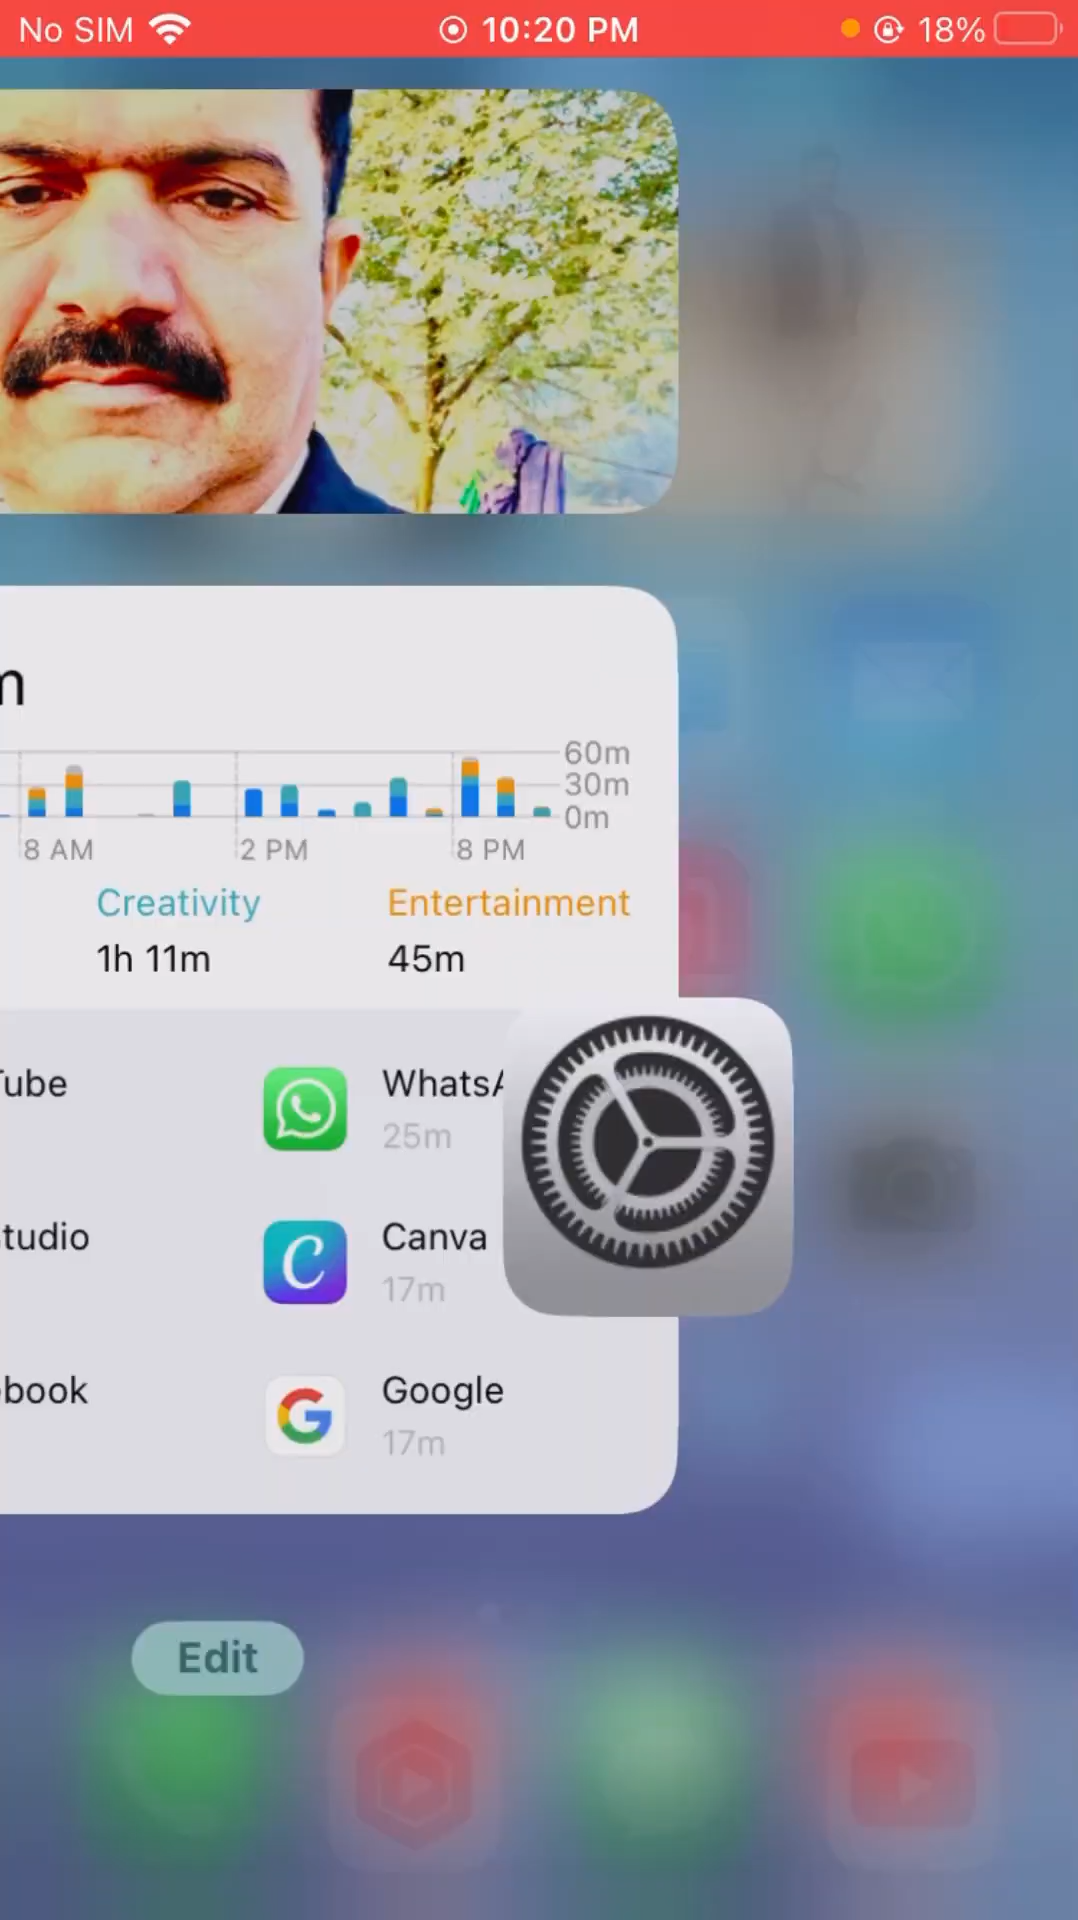 No SIM 10:20 PM 18%
m
60m
30m
0m
8 AM 2 PM 8 PM
Creativity Entertainment
1h 11m 45m
Tube WhatsA
25m
tudio Canva
17m
book Google
17m
Edit